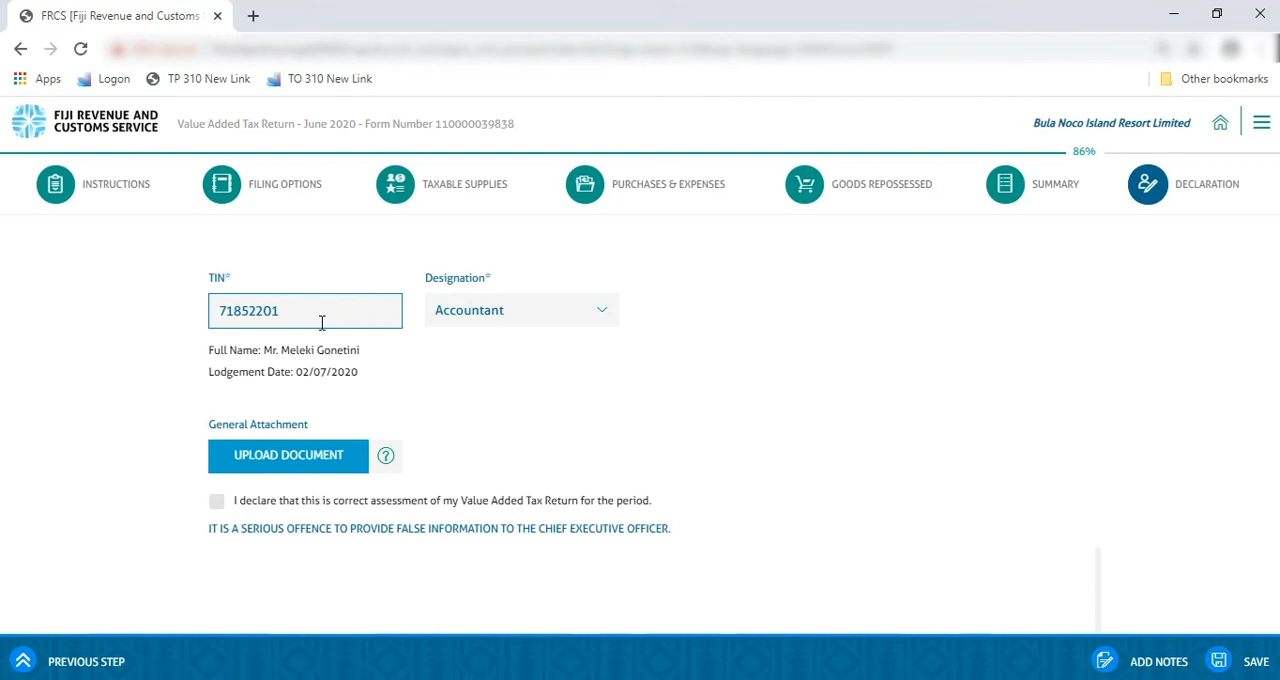 FRCS [Fiji Revenue and Customs
Apps
Logon
TP 310 New Link
TO 310 New Link
Other bookmarks
FIJI REVENUE AND
CUSTOMS SERVICE
Value Added Tax Return - June 2020 - Form Number 110000039838
Bula Noco Island Resort Limited
86%
INSTRUCTIONS
FILING OPTIONS
TAXABLE SUPPLIES
PURCHASES & EXPENSES
GOODS REPOSSESSED
SUMMARY
DECLARATION
TIN*
Designation*
71852201
Accountant
Full Name: Mr. Meleki Gonetini
Lodgement Date: 02/07/2020
General Attachment
UPLOAD DOCUMENT
?
I declare that this is correct assessment of my Value Added Tax Return for the period.
IT IS A SERIOUS OFFENCE TO PROVIDE FALSE INFORMATION TO THE CHIEF EXECUTIVE OFFICER.
PREVIOUS STEP
ADD NOTES
SAVE